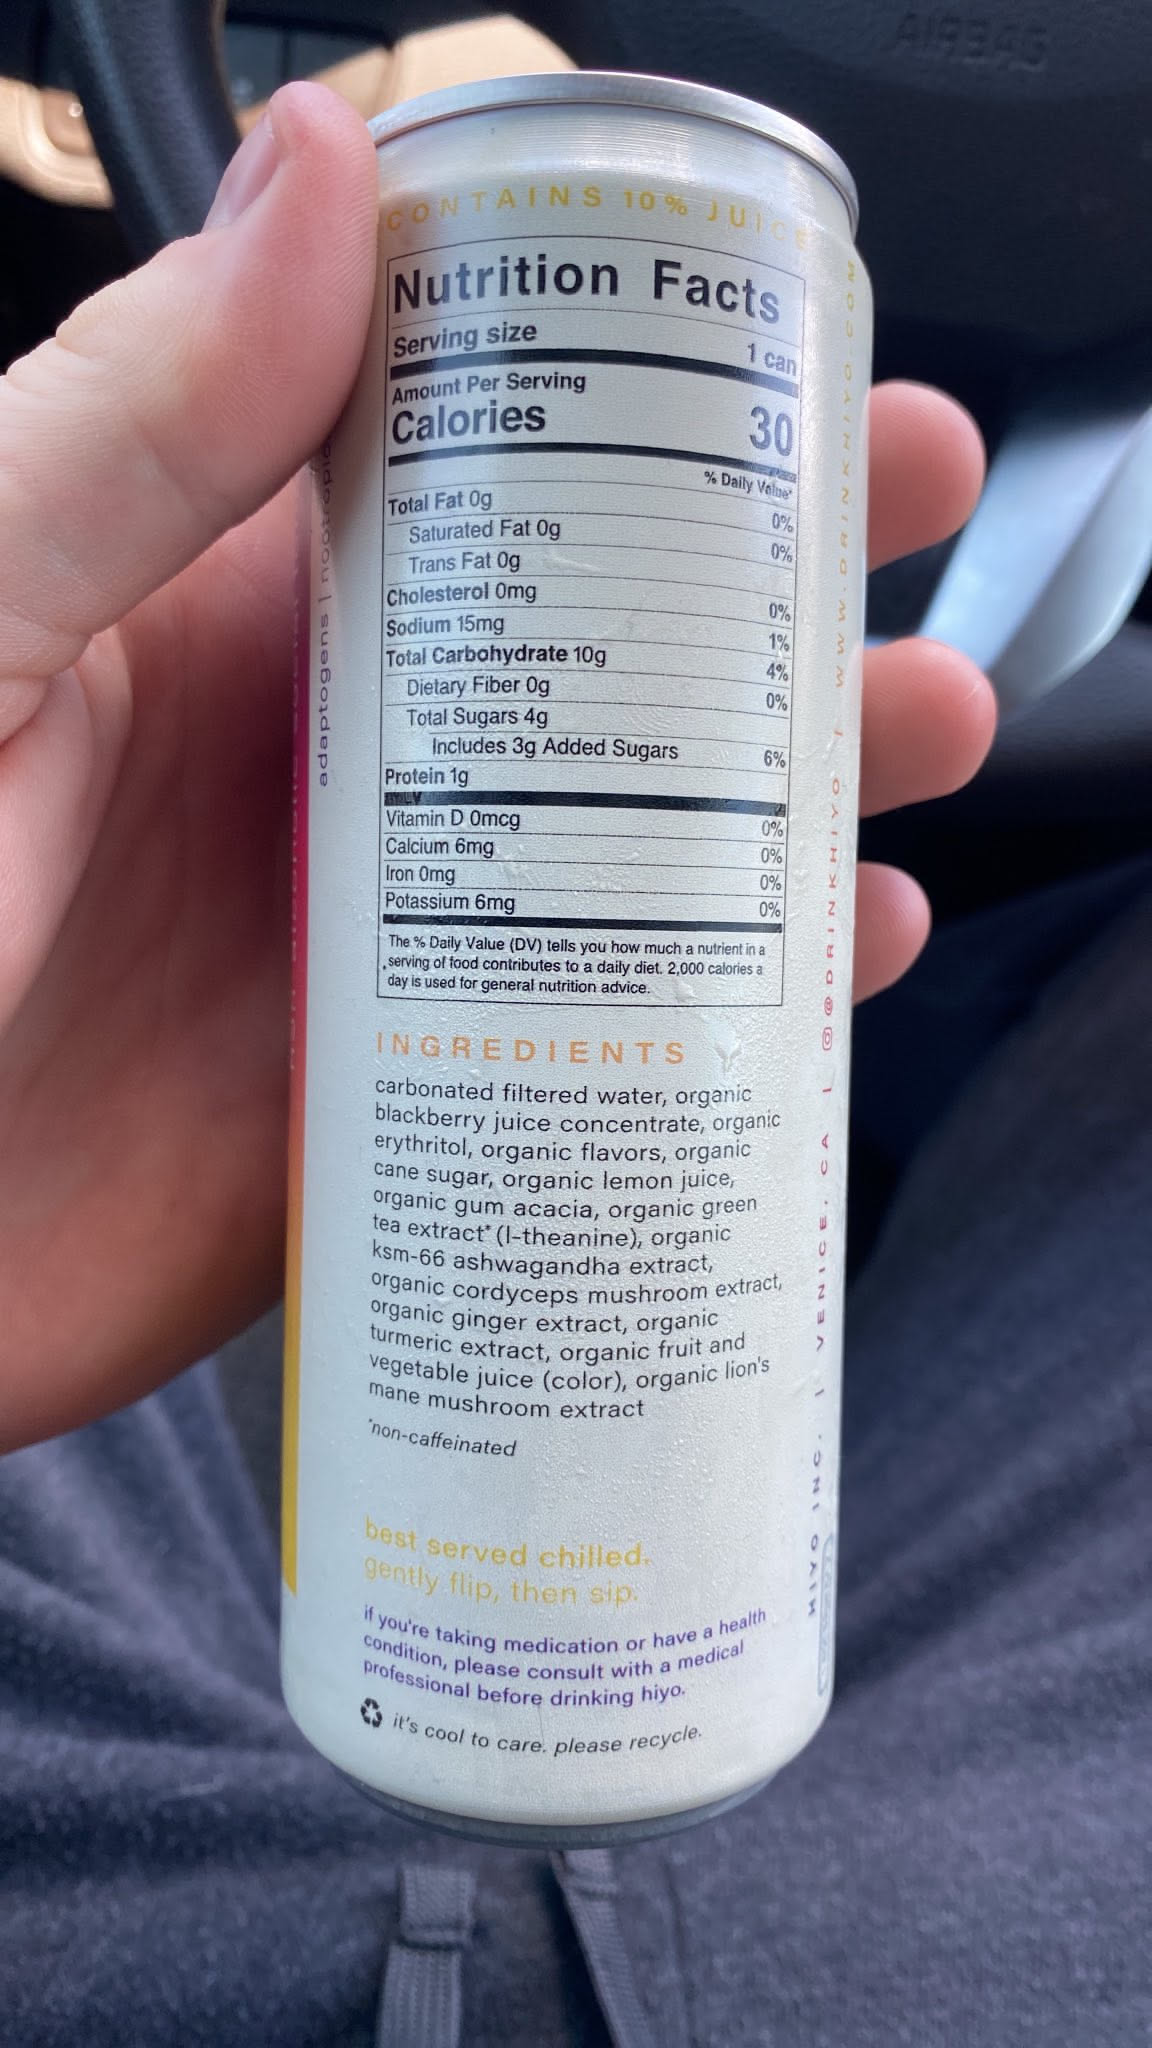 AIRBAG
CONTAINS 10% JUICE
Nutrition Facts
Serving size 1 can
Amount Per Serving
Calories 30
% Daily Value*
Total Fat 0g 0%
Saturated Fat 0g 0%
Trans Fat 0g
Cholesterol 0mg 0%
Sodium 15mg 1%
Total Carbohydrate 10g 4%
Dietary Fiber 0g 0%
Total Sugars 4g
Includes 3g Added Sugars 6%
Protein 1g
Vitamin D 0mcg 0%
Calcium 6mg 0%
Iron 0mg 0%
Potassium 6mg 0%
The % Daily Value (DV) tells you how much a nutrient in a
serving of food contributes to a daily diet. 2,000 calories a
day is used for general nutrition advice.
INGREDIENTS
carbonated filtered water, organic
blackberry juice concentrate, organic
erythritol, organic flavors, organic
cane sugar, organic lemon juice,
organic gum acacia, organic green
tea extract* (l-theanine), organic
ksm-66 ashwagandha extract,
organic cordyceps mushroom extract,
organic ginger extract, organic
turmeric extract, organic fruit and
vegetable juice (color), organic lion's
mane mushroom extract
*non-caffeinated
best served chilled.
gently flip, then sip.
if you're taking medication or have a health
condition, please consult with a medical
professional before drinking hiyo.
it's cool to care. please recycle.
adaptogens |
HIYO INC. | VENICE, CA | @DRINKHIYO | WWW.DRINKHIYO.COM